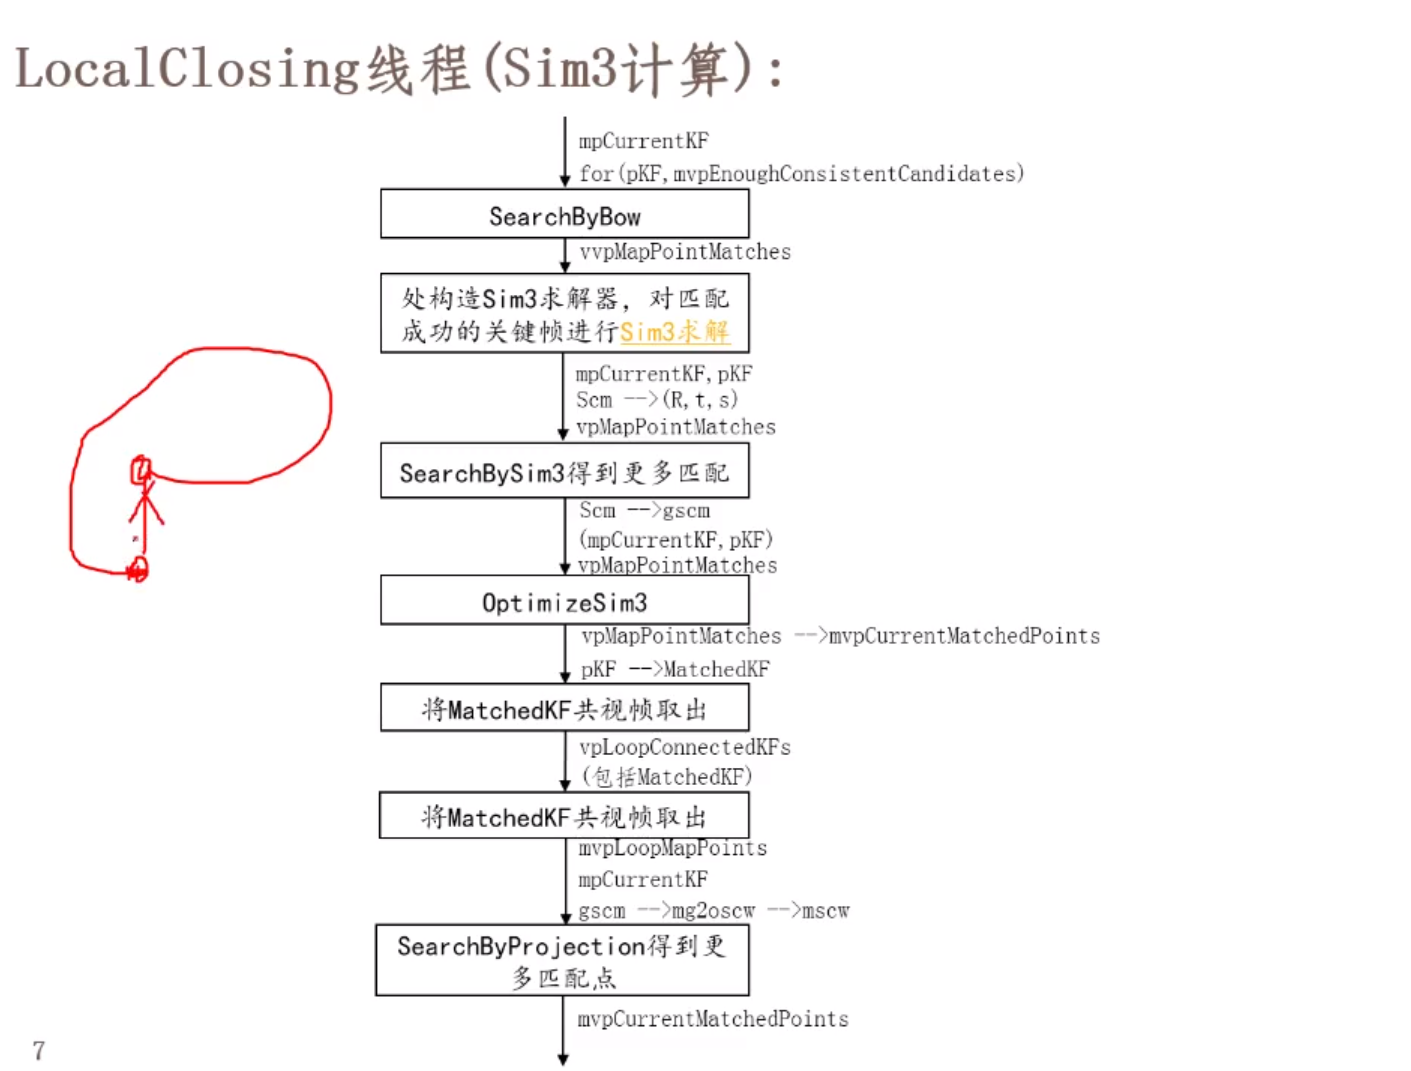 LocalClosing线程(Sim3计算):
mpCurrentKF
for(pKF,mvpEnoughConsistentCandidates)
SearchByBow
vvpMapPointMatches
处构造Sim3求解器，对匹配
成功的关键帧进行Sim3求解
mpCurrentKF,pKF
Scm -->(R,t,s)
vpMapPointMatches
SearchBySim3得到更多匹配
Scm -->gscm
(mpCurrentKF,pKF)
vpMapPointMatches
OptimizeSim3
vpMapPointMatches -->mvpCurrentMatchedPoints
pKF -->MatchedKF
将MatchedKF共视帧取出
vpLoopConnectedKFs
(包括MatchedKF)
将MatchedKF共视帧取出
mvpLoopMapPoints
mpCurrentKF
gscm -->mg2oscw -->mscw
SearchByProjection得到更
多匹配点
mvpCurrentMatchedPoints
7